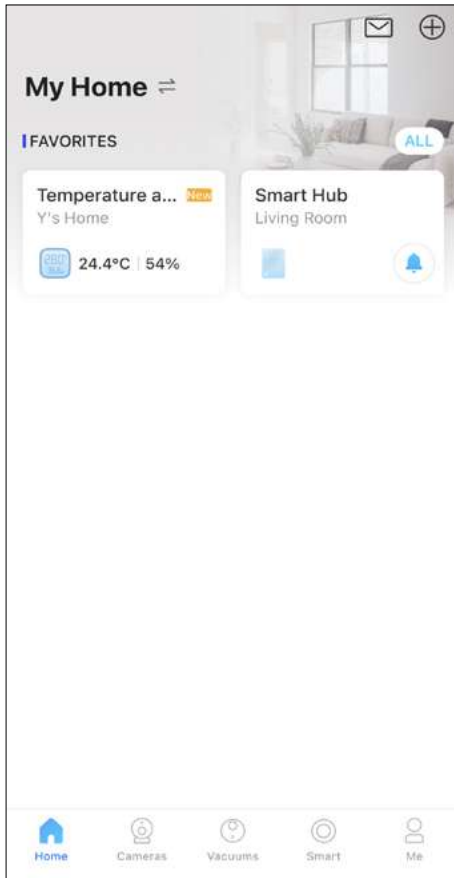 My Home
FAVORITES
ALL
Temperature a... New
Y's Home
24.4°C | 54%
Smart Hub
Living Room
Home
Cameras
Vacuums
Smart
Me